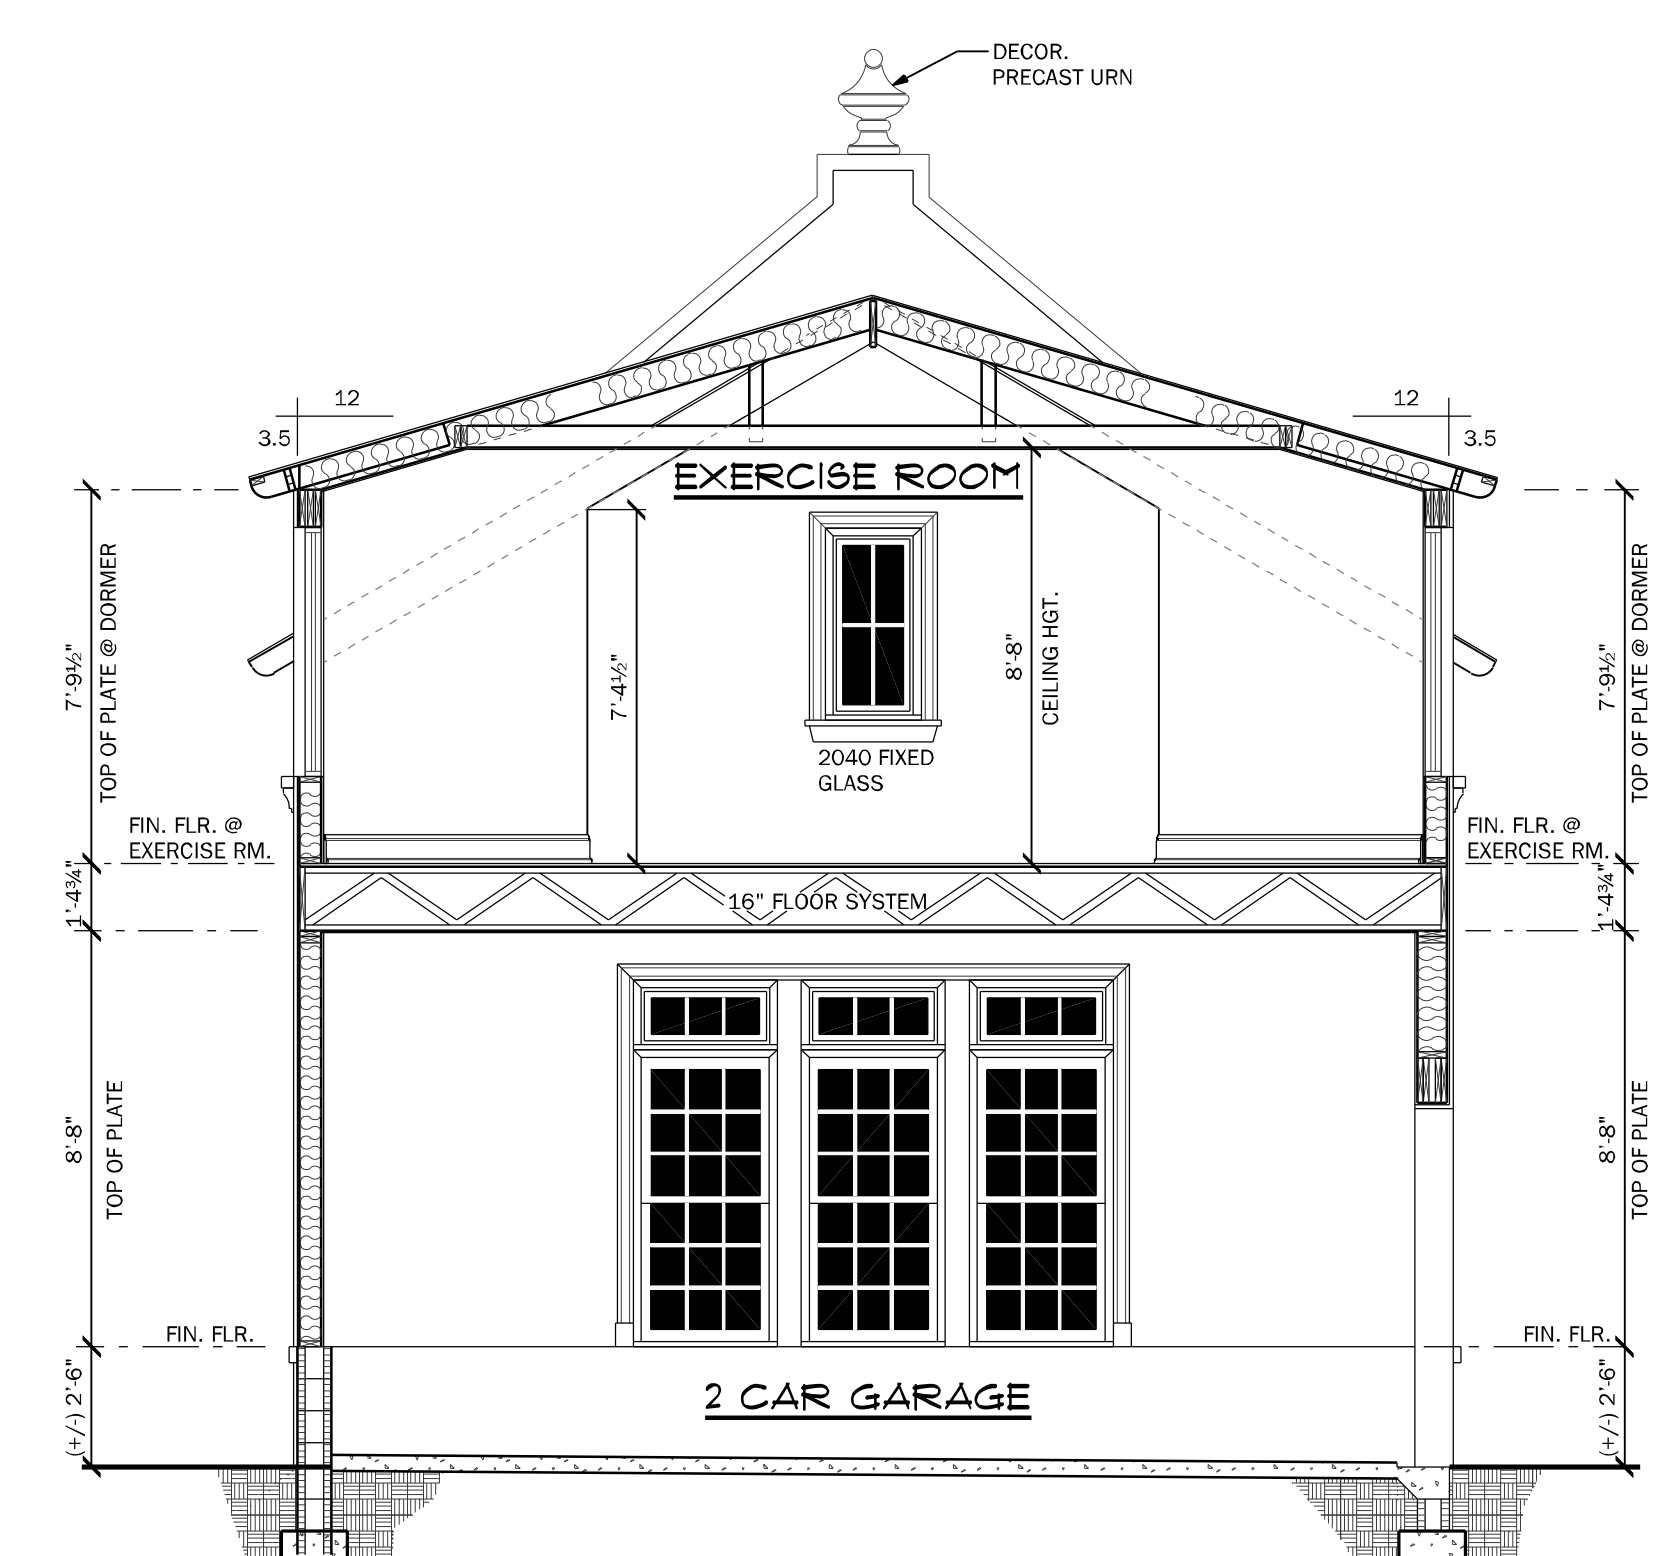 DECOR.
PRECAST URN
12
3.5
12
3.5
EXERCISE ROOM
7'-9½"
TOP OF PLATE @ DORMER
7'-4½"
8'-8"
CEILING HGT.
7'-9½"
TOP OF PLATE @ DORMER
2040 FIXED
GLASS
FIN. FLR. @
EXERCISE RM.
FIN. FLR. @
EXERCISE RM.
1'-4¾"
16" FLOOR SYSTEM
1'-4¾"
8'-8"
TOP OF PLATE
8'-8"
TOP OF PLATE
FIN. FLR.
FIN. FLR.
(+/-) 2'-6"
2 CAR GARAGE
(+/-) 2'-6"